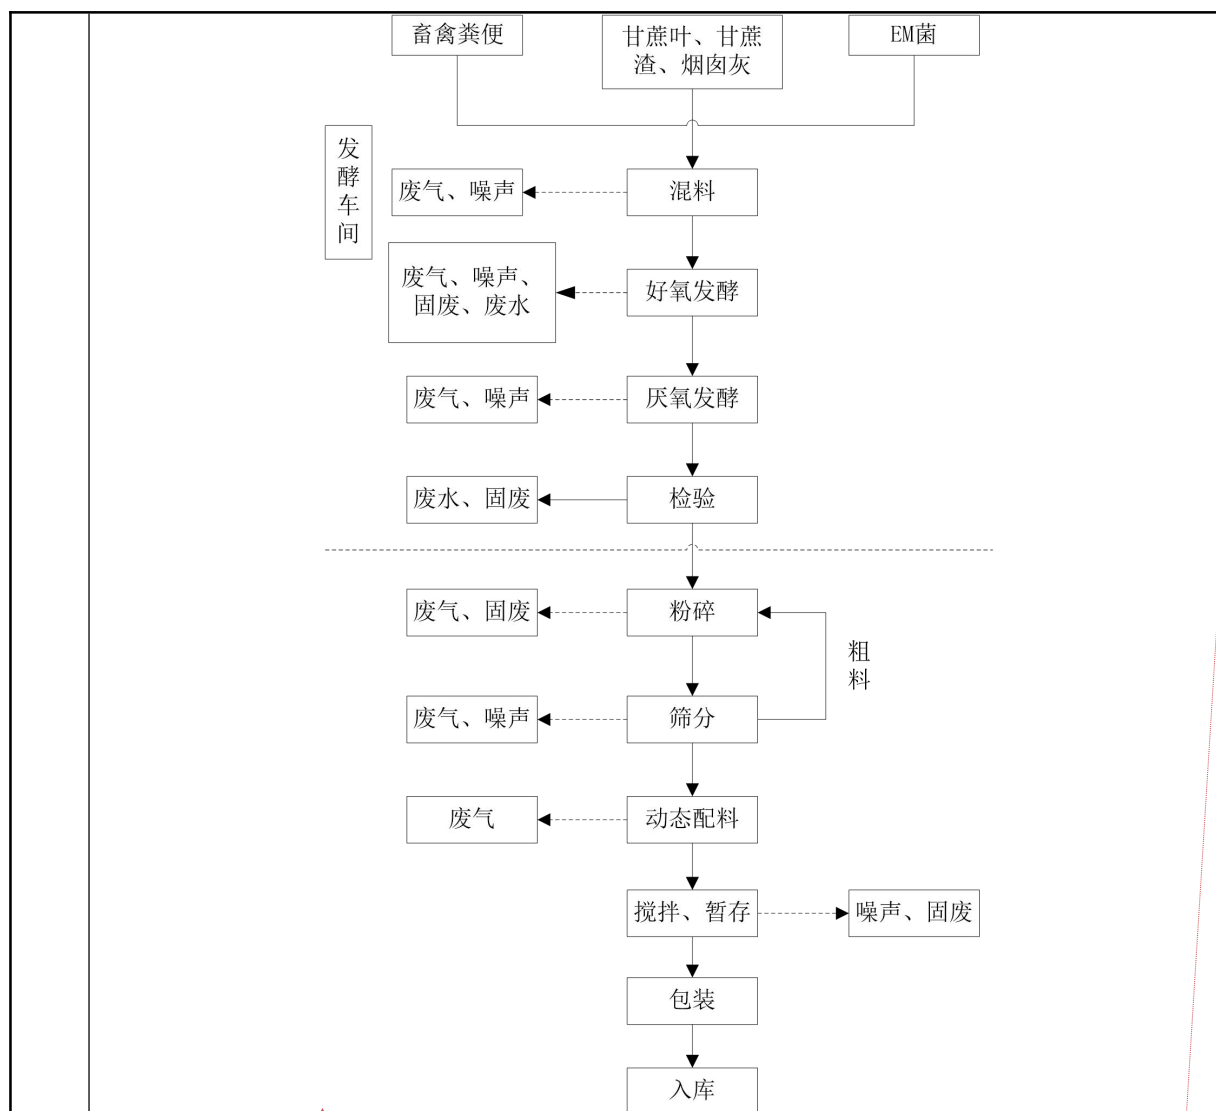 畜禽粪便
甘蔗叶、甘蔗
渣、烟囱灰
EM菌
发
酵
车
间
废气、噪声
混料
废气、噪声、
固废、废水
好氧发酵
废气、噪声
厌氧发酵
废水、固废
检验
废气、固废
粉碎
粗
料
废气、噪声
筛分
废气
动态配料
搅拌、暂存
噪声、固废
包装
入库